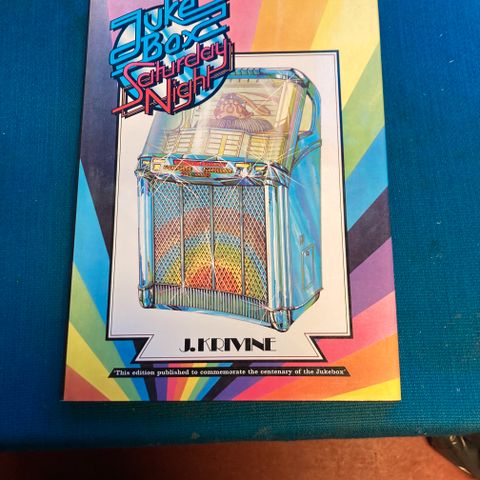 Juke
Box
Saturday
Night
J. KRIVINE
'This edition published to commemorate the centenary of the Jukebox'